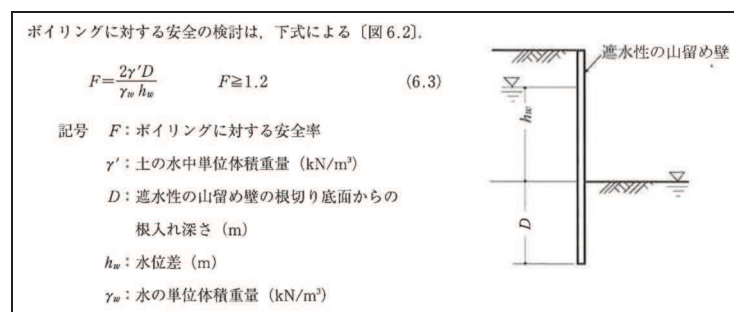 ボイリングに対する安全の検討は，下式による〔図6.2〕．
F=2γ′D/γw hw　F≧1.2　(6.3)
記号　F：ボイリングに対する安全率
γ′：土の水中単位体積重量（kN/m³）
D：遮水性の山留め壁の根切り底面からの
根入れ深さ（m）
hw：水位差（m）
γw：水の単位体積重量（kN/m³）
遮水性の山留め壁
hw
D